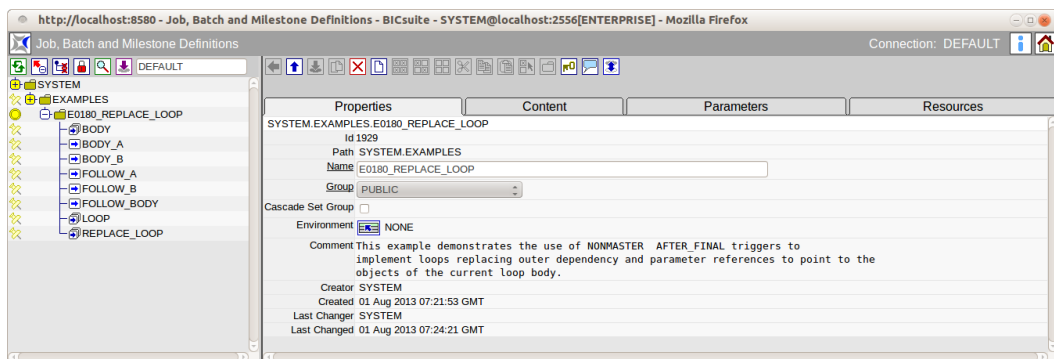 http://localhost:8580 - Job, Batch and Milestone Definitions - BICsuite - SYSTEM@localhost:2556[ENTERPRISE] - Mozilla Firefox
Job, Batch and Milestone Definitions
Connection: DEFAULT
DEFAULT
SYSTEM
EXAMPLES
E0180_REPLACE_LOOP
BODY
BODY_A
BODY_B
FOLLOW_A
FOLLOW_B
FOLLOW_BODY
LOOP
REPLACE_LOOP
Properties Content Parameters Resources
SYSTEM.EXAMPLES.E0180_REPLACE_LOOP
Id 1929
Path SYSTEM.EXAMPLES
Name E0180_REPLACE_LOOP
Group PUBLIC
Cascade Set Group
Environment NONE
Comment This example demonstrates the use of NONMASTER AFTER_FINAL triggers to
implement loops replacing outer dependency and parameter references to point to the
objects of the current loop body.
Creator SYSTEM
Created 01 Aug 2013 07:21:53 GMT
Last Changer SYSTEM
Last Changed 01 Aug 2013 07:24:21 GMT